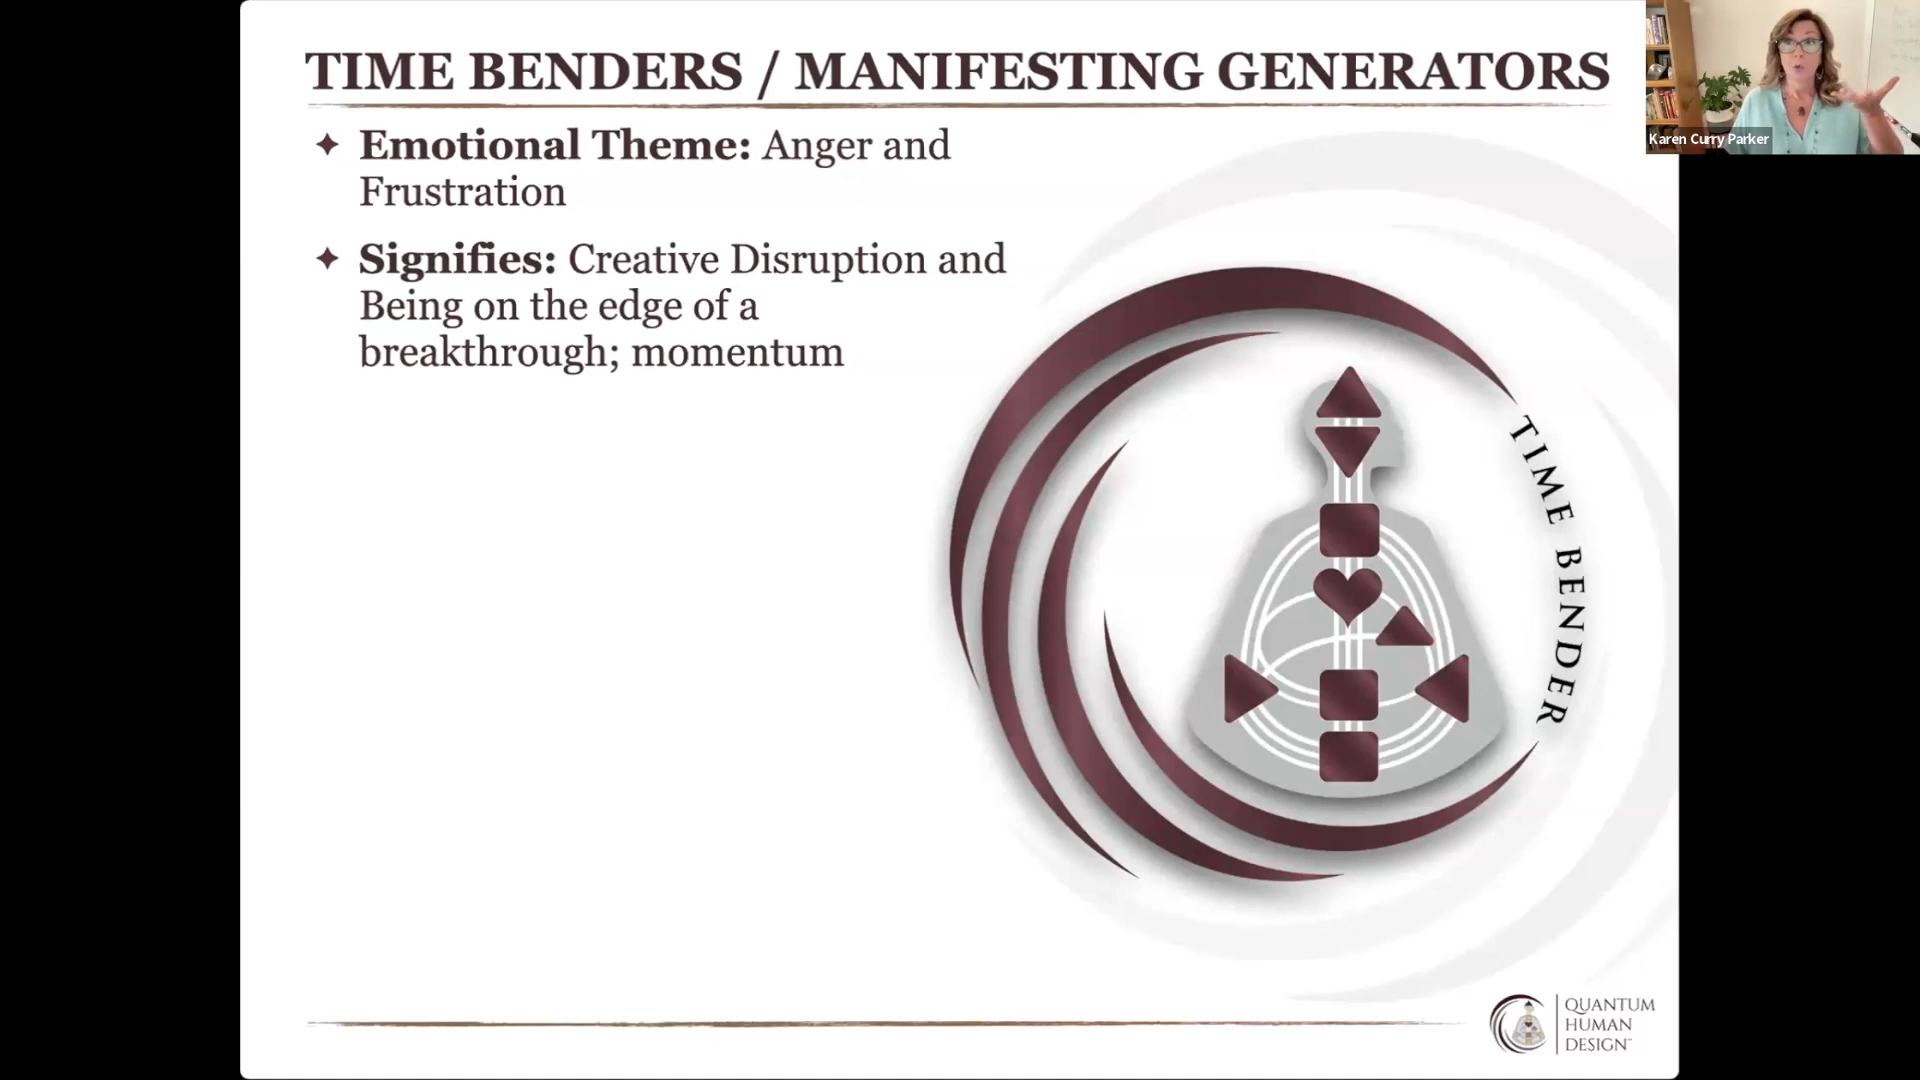 TIME BENDERS / MANIFESTING GENERATORS
Karen Curry Parker
Emotional Theme: Anger and
Frustration
Signifies: Creative Disruption and
Being on the edge of a
breakthrough; momentum
TIME BENDER
QUANTUM
HUMAN
DESIGN™